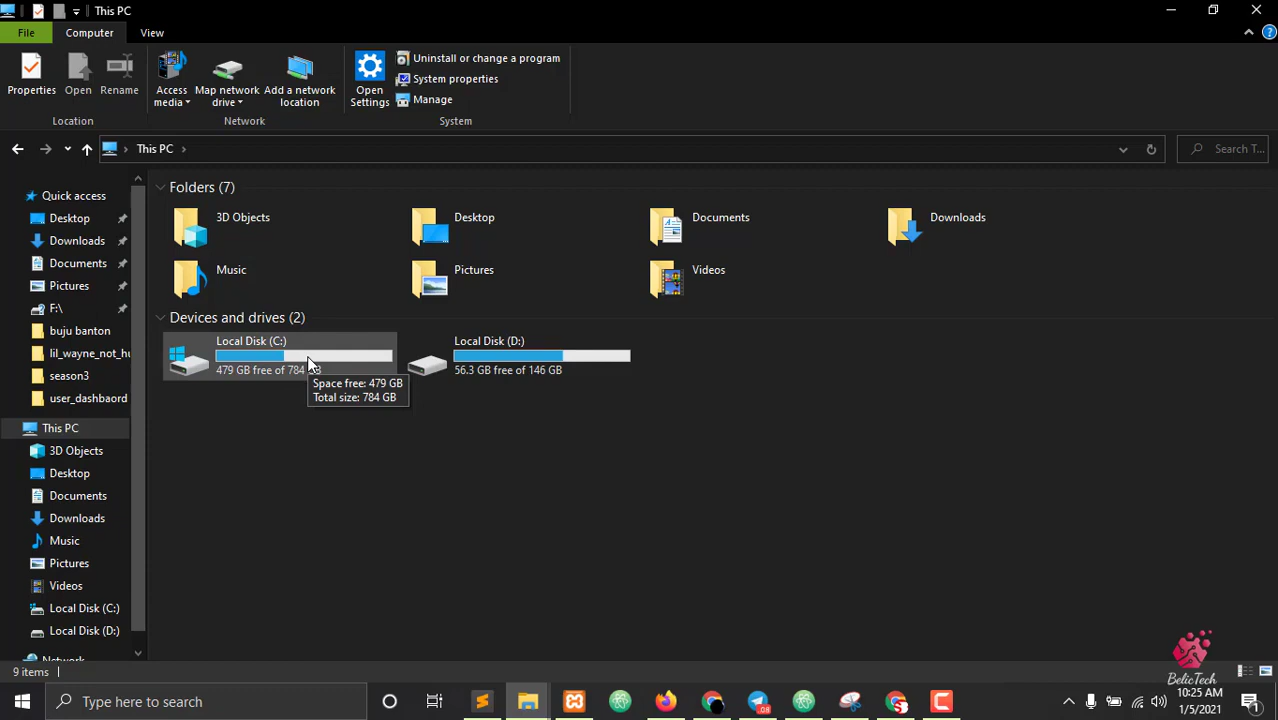 This PC
File
Computer
View
Properties
Open
Rename
Access media
Map network drive
Add a network location
Open Settings
Uninstall or change a program
System properties
Manage
Location
Network
System
This PC
Search T...
Quick access
Desktop
Downloads
Documents
Pictures
F:\
buju banton
lil_wayne_not_hu
season3
user_dashbaord
This PC
3D Objects
Desktop
Documents
Downloads
Music
Pictures
Videos
Local Disk (C:)
Local Disk (D:)
Folders (7)
3D Objects
Desktop
Documents
Downloads
Music
Pictures
Videos
Devices and drives (2)
Local Disk (C:)
479 GB free of 784 GB
Local Disk (D:)
56.3 GB free of 146 GB
Space free: 479 GB
Total size: 784 GB
9 items
BelicTech
Type here to search
10:25 AM
1/5/2021